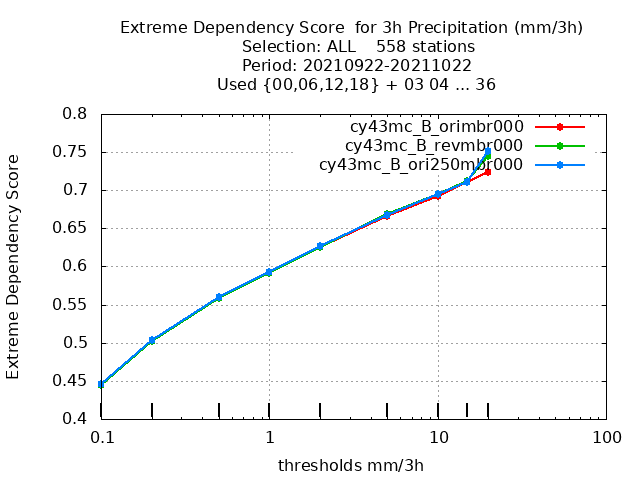 Extreme Dependency Score  for 3h Precipitation (mm/3h)
Selection: ALL    558 stations
Period: 20210922-20211022
Used {00,06,12,18} + 03 04 ... 36
cy43mc_B_orimbr000
cy43mc_B_revmbr000
cy43mc_B_ori250mbr000
Extreme Dependency Score
0.8
0.75
0.7
0.65
0.6
0.55
0.5
0.45
0.4
0.1
1
10
100
thresholds mm/3h